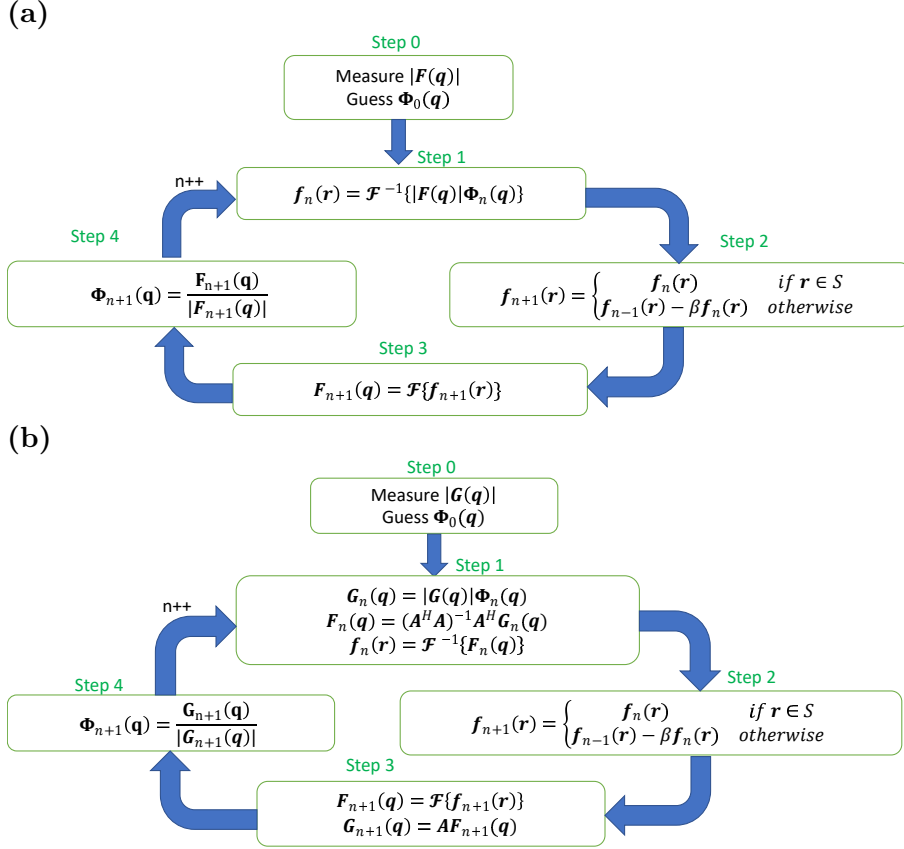 (a)
Step 0
Measure |F(q)|
Guess Φ₀(q)
Step 1
n++
fₙ(r) = ℱ⁻¹{|F(q)|Φₙ(q)}
Step 4
Step 2
Φₙ₊₁(q) = Fₙ₊₁(q) / |Fₙ₊₁(q)|
fₙ₊₁(r) = { fₙ(r) if r ∈ S
fₙ₋₁(r) − βfₙ(r) otherwise
Step 3
Fₙ₊₁(q) = ℱ{fₙ₊₁(r)}
(b)
Step 0
Measure |G(q)|
Guess Φ₀(q)
Step 1
n++
Gₙ(q) = |G(q)|Φₙ(q)
Fₙ(q) = (AᴴA)⁻¹AᴴGₙ(q)
fₙ(r) = ℱ⁻¹{Fₙ(q)}
Step 4
Step 2
Φₙ₊₁(q) = Gₙ₊₁(q) / |Gₙ₊₁(q)|
fₙ₊₁(r) = { fₙ(r) if r ∈ S
fₙ₋₁(r) − βfₙ(r) otherwise
Step 3
Fₙ₊₁(q) = ℱ{fₙ₊₁(r)}
Gₙ₊₁(q) = AFₙ₊₁(q)